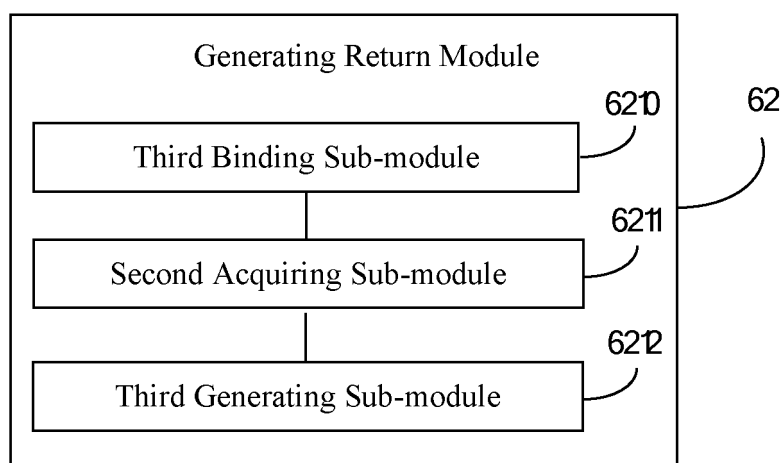 Generating Return Module
6210
62
Third Binding Sub-module
6211
Second Acquiring Sub-module
6212
Third Generating Sub-module